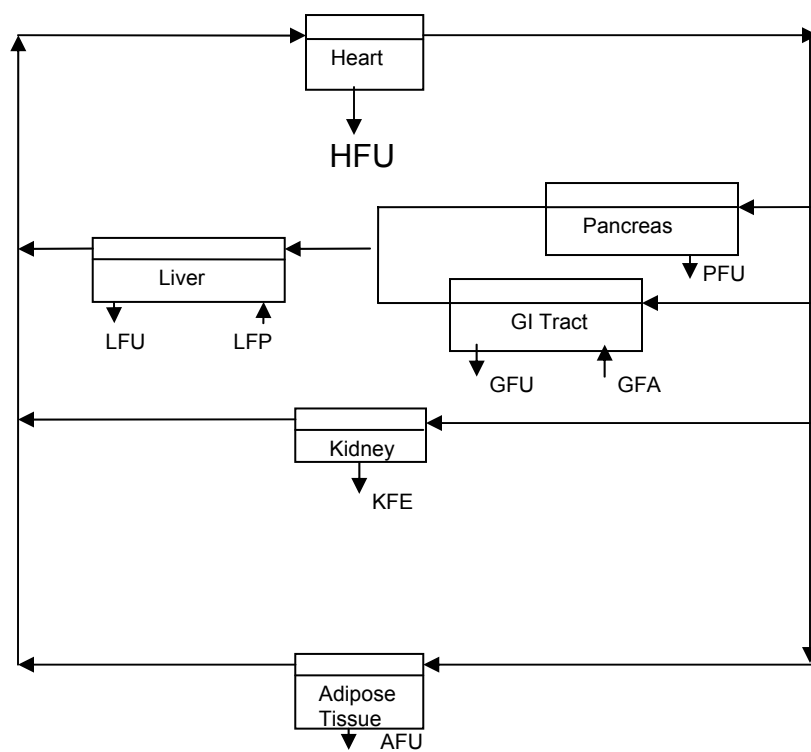 Heart
HFU
Pancreas
PFU
Liver
LFU LFP
GI Tract
GFU GFA
Kidney
KFE
Adipose
Tissue
AFU